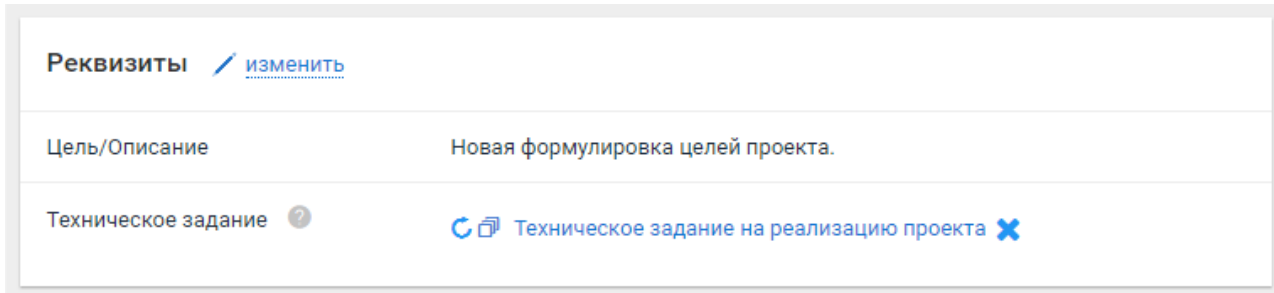 Реквизиты изменить
Цель/Описание Новая формулировка целей проекта.
Техническое задание ? Техническое задание на реализацию проекта